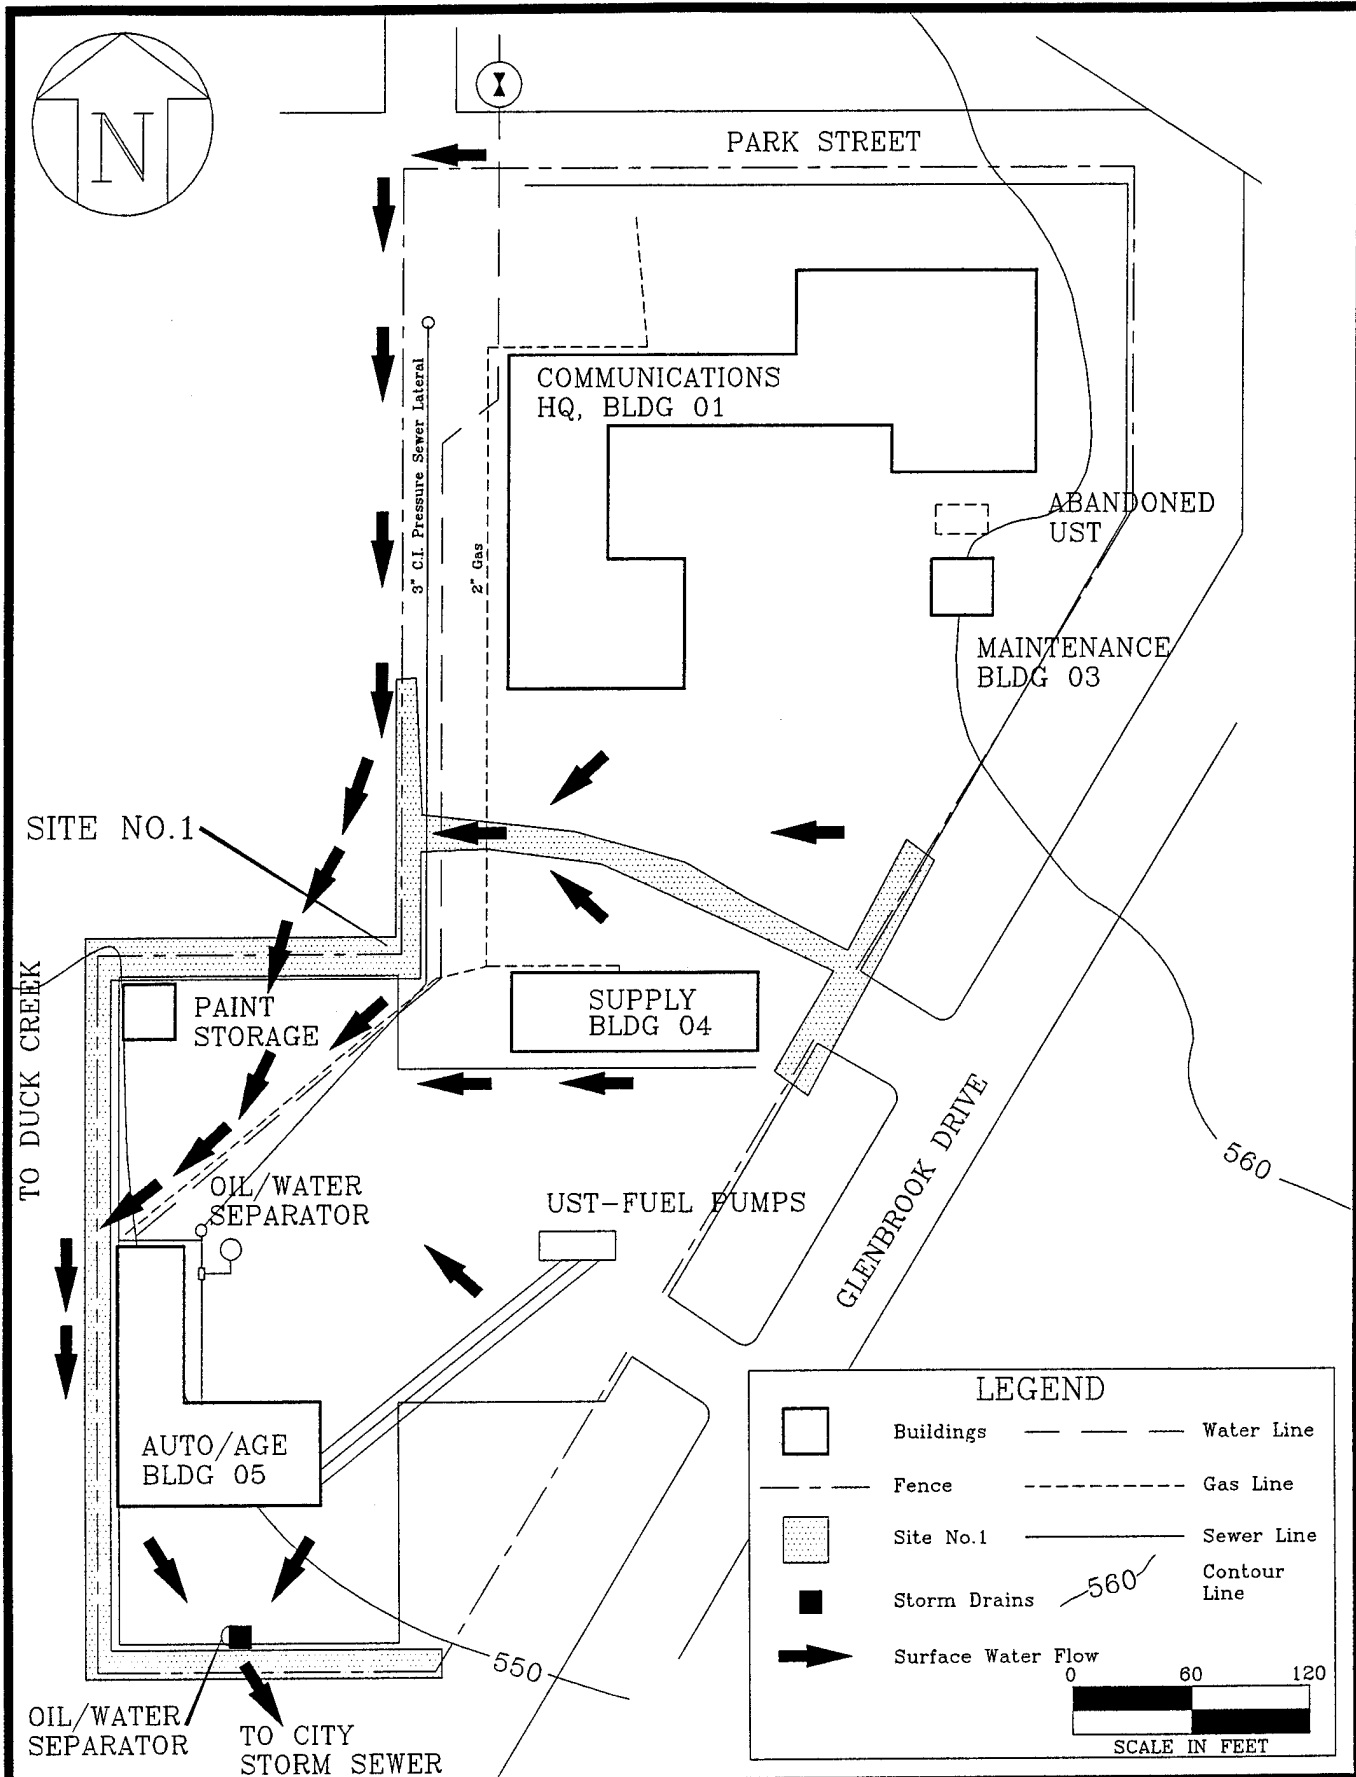 N
PARK STREET
COMMUNICATIONS
HQ, BLDG 01
3" C.I. Pressure Sewer Lateral
2" Gas
ABANDONED
UST
MAINTENANCE
BLDG 03
SITE NO.1
TO DUCK CREEK
PAINT
STORAGE
SUPPLY
BLDG 04
OIL/WATER
SEPARATOR
UST-FUEL PUMPS
GLENBROOK DRIVE
560
AUTO/AGE
BLDG 05
550
OIL/WATER
SEPARATOR
TO CITY
STORM SEWER
LEGEND
Buildings
Water Line
Fence
Gas Line
Site No.1
Sewer Line
Storm Drains
560
Contour
Line
Surface Water Flow
0 60 120
SCALE IN FEET